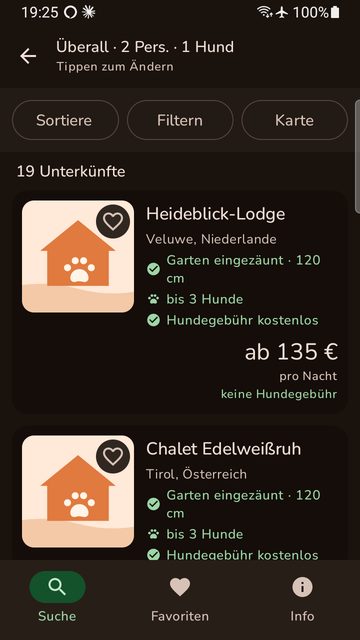 19:25
100%
Überall · 2 Pers. · 1 Hund
Tippen zum Ändern
Sortiere
Filtern
Karte
19 Unterkünfte
Heideblick-Lodge
Veluwe, Niederlande
Garten eingezäunt · 120
cm
bis 3 Hunde
Hundegebühr kostenlos
ab 135 €
pro Nacht
keine Hundegebühr
Chalet Edelweißruh
Tirol, Österreich
Garten eingezäunt · 120
cm
bis 3 Hunde
Hundegebühr kostenlos
Suche
Favoriten
Info